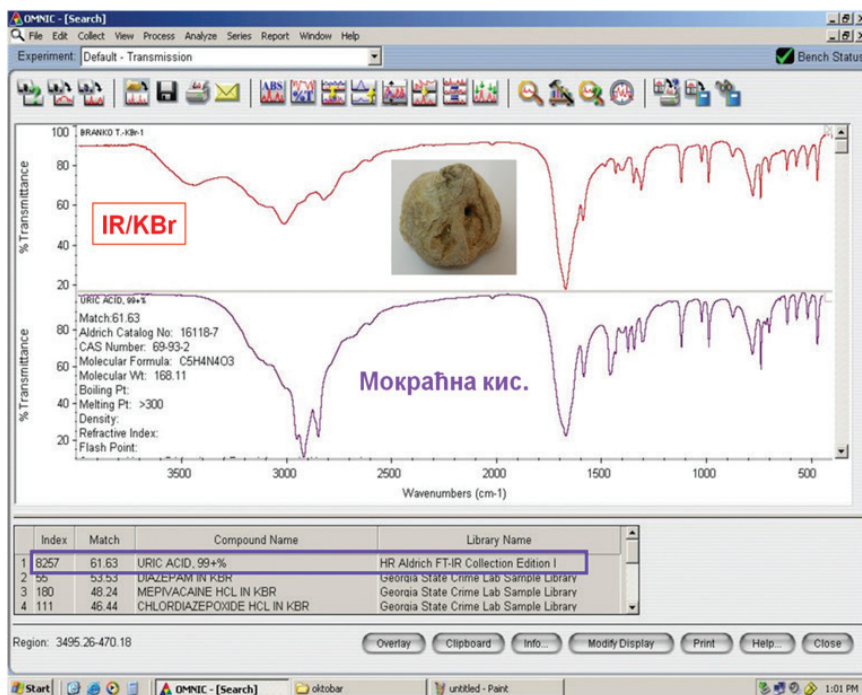 OMNIC - [Search]
File Edit Collect View Process Analyze Series Report Window Help
Experiment: Default - Transmission
Bench Status
ABS %T
BRANKO T.-KBr-1
100
80
60
40
20
% Transmittance
IR/KBr
URIC ACID, 99+%
Match:61.63
Aldrich Catalog No: 16118-7
CAS Number: 69-93-2
Molecular Formula: C5H4N4O3
Molecular Wt: 168.11
Boiling Pt:
Melting Pt: >300
Density:
Refractive Index:
Flash Point:
80
60
40
20
% Transmittance
Мокраћна кис.
3500 3000 2500 2000 1500 1000 500
Wavenumbers (cm-1)
Index Match Compound Name Library Name
1 8257 61.63 URIC ACID, 99+% HR Aldrich FT-IR Collection Edition I
2 55 53.53 DIAZEPAM IN KBR Georgia State Crime Lab Sample Library
3 180 48.24 MEPIVACAINE HCL IN KBR Georgia State Crime Lab Sample Library
4 111 46.44 CHLORDIAZEPOXIDE HCL IN KBR Georgia State Crime Lab Sample Library
Region: 3495.26-470.18
Overlay Clipboard Info... Modify Display Print Help... Close
Start OMNIC - [Search] oktobar untitled - Paint 1:01 PM